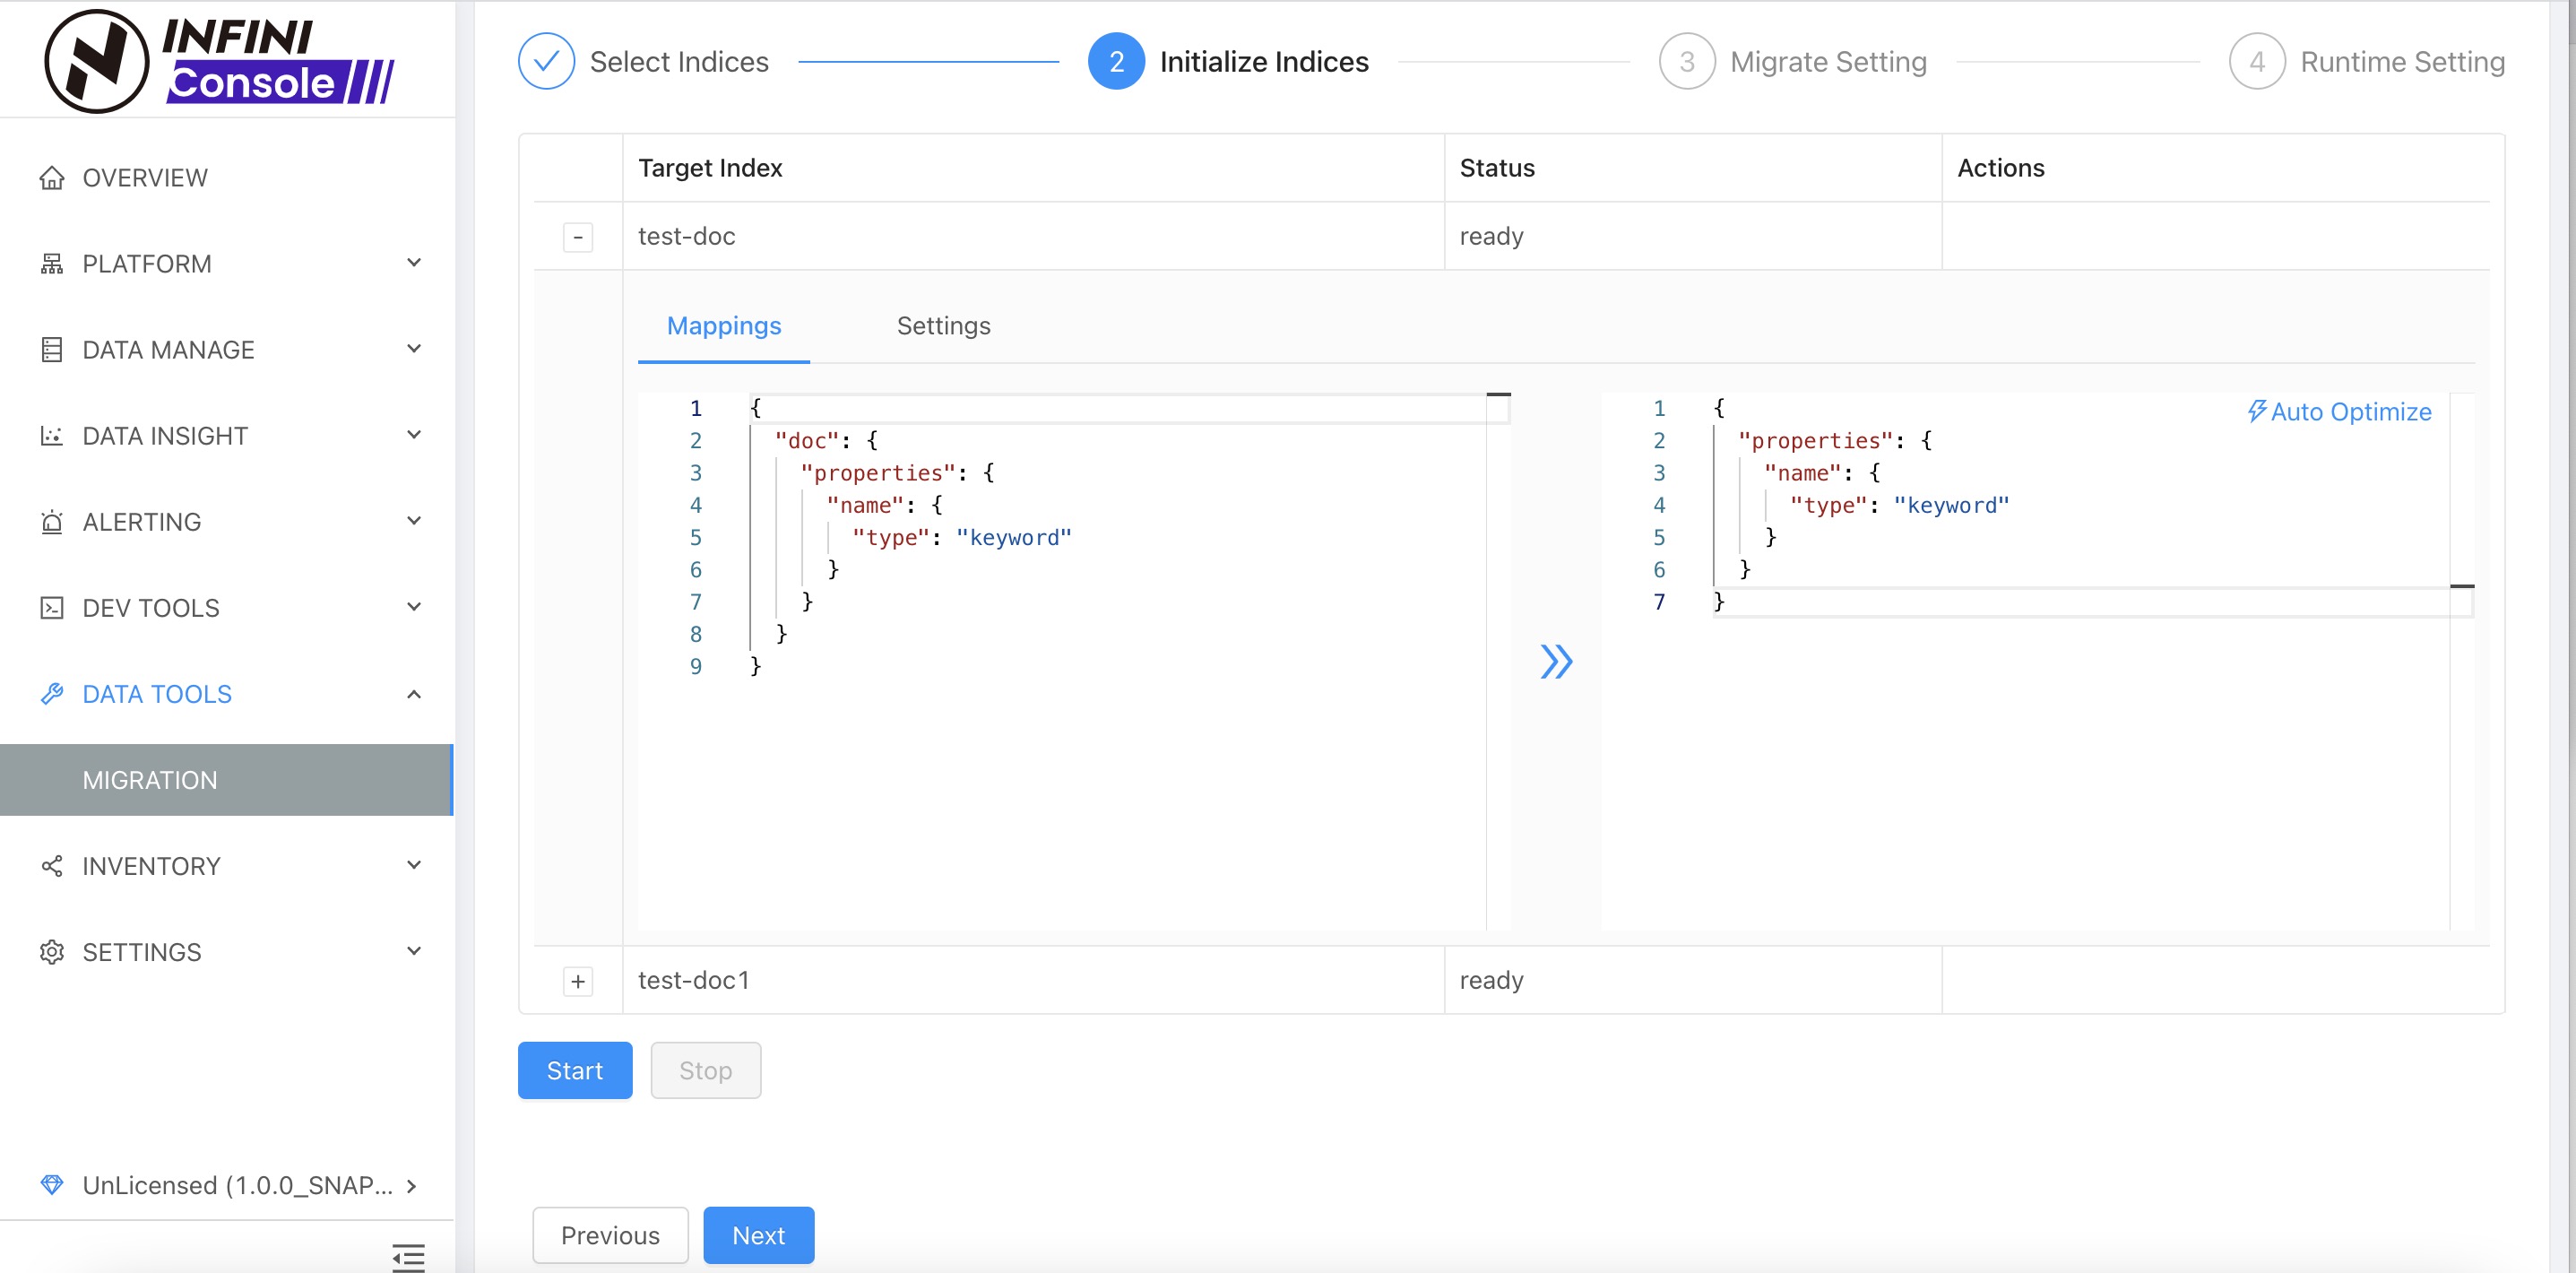 INFINI
Console
OVERVIEW
PLATFORM
DATA MANAGE
DATA INSIGHT
ALERTING
DEV TOOLS
DATA TOOLS
MIGRATION
INVENTORY
SETTINGS
UnLicensed (1.0.0_SNAP...
Select Indices
2 Initialize Indices
3 Migrate Setting
4 Runtime Setting
Target Index Status Actions
- test-doc ready
Mappings Settings
1 {
2 "doc": {
3 "properties": {
4 "name": {
5 "type": "keyword"
6 }
7 }
8 }
9 }
Auto Optimize
1 {
2 "properties": {
3 "name": {
4 "type": "keyword"
5 }
6 }
7 }
+ test-doc1 ready
Start Stop
Previous Next